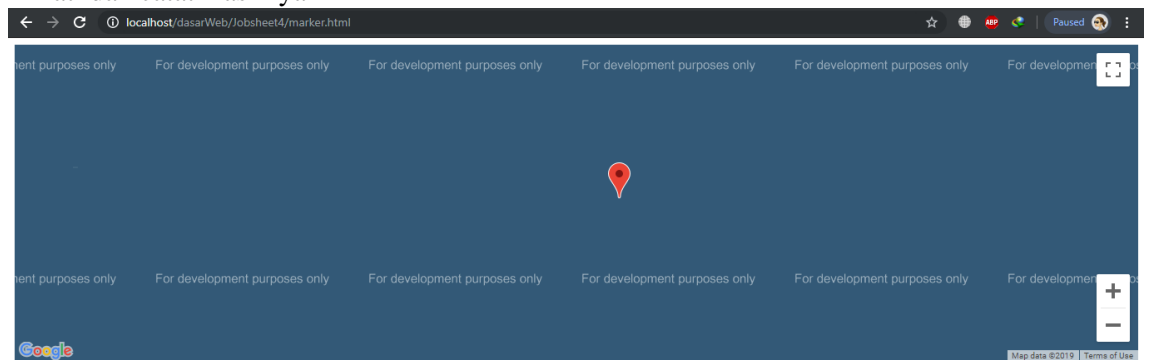 localhost/dasarWeb/Jobsheet4/marker.html ABP Paused
ent purposes only For development purposes only For development purposes only For development purposes only For development purposes only For developmen
ent purposes only For development purposes only For development purposes only For development purposes only For development purposes only For developmen
Google Map data ©2019 Terms of Use